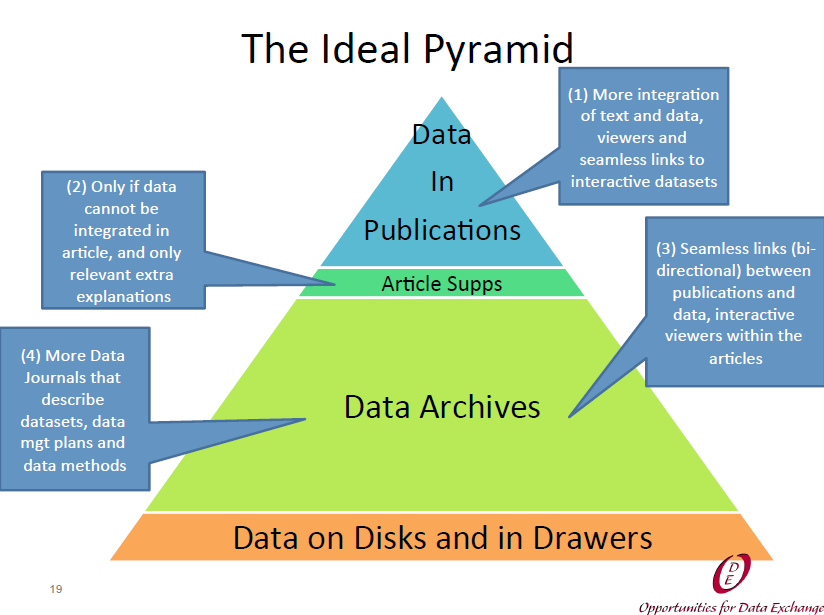 The Ideal Pyramid
(1) More integration
of text and data,
viewers and
seamless links to
interactive datasets
Data
In
Publications
(2) Only if data
cannot be
integrated in
article, and only
relevant extra
explanations
Article Supps
(3) Seamless links (bi-
directional) between
publications and
data, interactive
viewers within the
articles
(4) More Data
Journals that
describe
datasets, data
mgt plans and
data methods
Data Archives
Data on Disks and in Drawers
19
O
D
E
Opportunities for Data Exchange